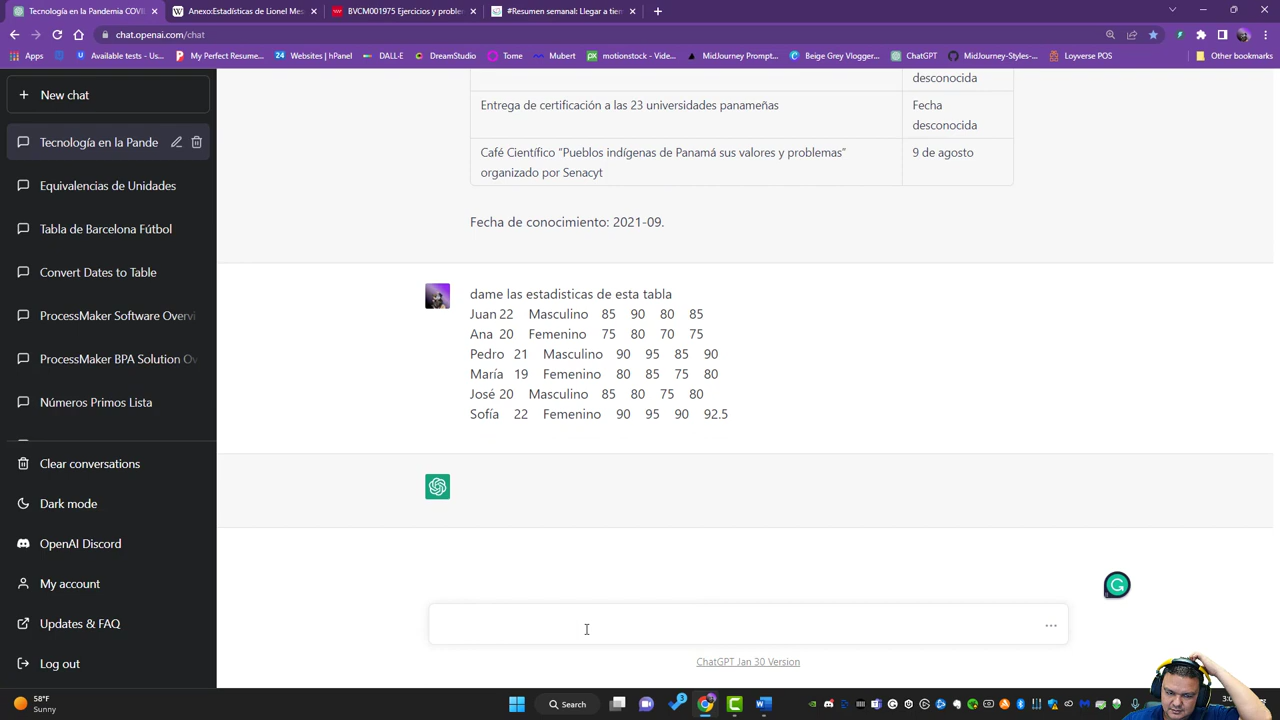 Tecnología en la Pandemia COVI
Anexo:Estadísticas de Lionel Mes
BVCM001975 Ejercicios y proble
#Resumen semanal: Llegar a tien
chat.openai.com/chat
Apps
Available tests - Us...
My Perfect Resume...
24 Websites | hPanel
DALL·E
DreamStudio
Tome
Mubert
motionstock - Vide...
MidJourney Prompt...
Beige Grey Vlogger...
ChatGPT
MidJourney-Styles-...
Loyverse POS
Other bookmarks
New chat
Tecnología en la Pande
Equivalencias de Unidades
Tabla de Barcelona Fútbol
Convert Dates to Table
ProcessMaker Software Overvi
ProcessMaker BPA Solution Ov
Números Primos Lista
Clear conversations
Dark mode
OpenAI Discord
My account
Updates & FAQ
Log out
desconocida
Entrega de certificación a las 23 universidades panameñas
Fecha
desconocida
Café Científico “Pueblos indígenas de Panamá sus valores y problemas”
organizado por Senacyt
9 de agosto
Fecha de conocimiento: 2021-09.
dame las estadisticas de esta tabla
Juan 22 Masculino 85 90 80 85
Ana 20 Femenino 75 80 70 75
Pedro 21 Masculino 90 95 85 90
María 19 Femenino 80 85 75 80
José 20 Masculino 85 80 75 80
Sofía 22 Femenino 90 95 90 92.5
ChatGPT Jan 30 Version
58°F
Sunny
Search